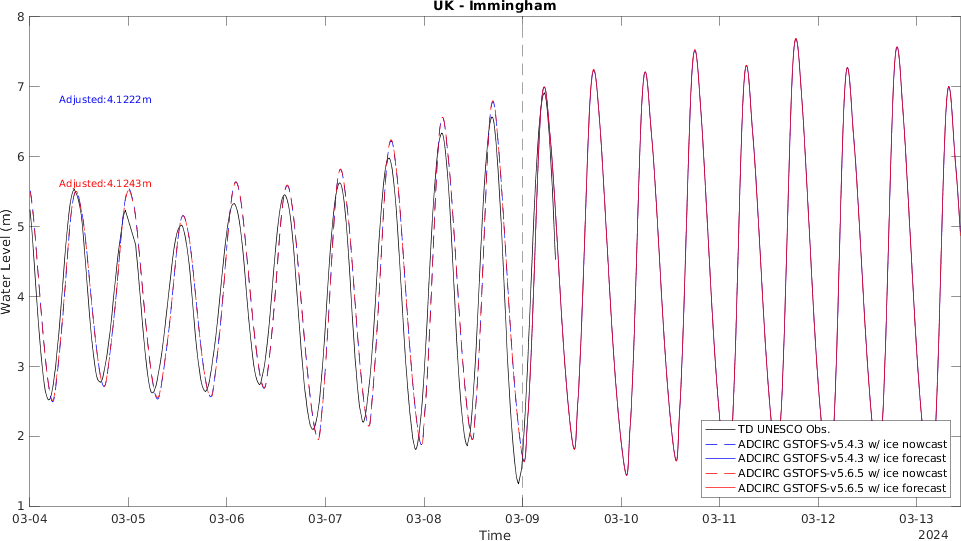 UK - Immingham
8
7
6
5
4
3
2
1
Water Level (m)
Adjusted:4.1222m
Adjusted:4.1243m
TD UNESCO Obs.
ADCIRC GSTOFS-v5.4.3 w/ ice nowcast
ADCIRC GSTOFS-v5.4.3 w/ ice forecast
ADCIRC GSTOFS-v5.6.5 w/ ice nowcast
ADCIRC GSTOFS-v5.6.5 w/ ice forecast
03-04 03-05 03-06 03-07 03-08 03-09 03-10 03-11 03-12 03-13
Time
2024